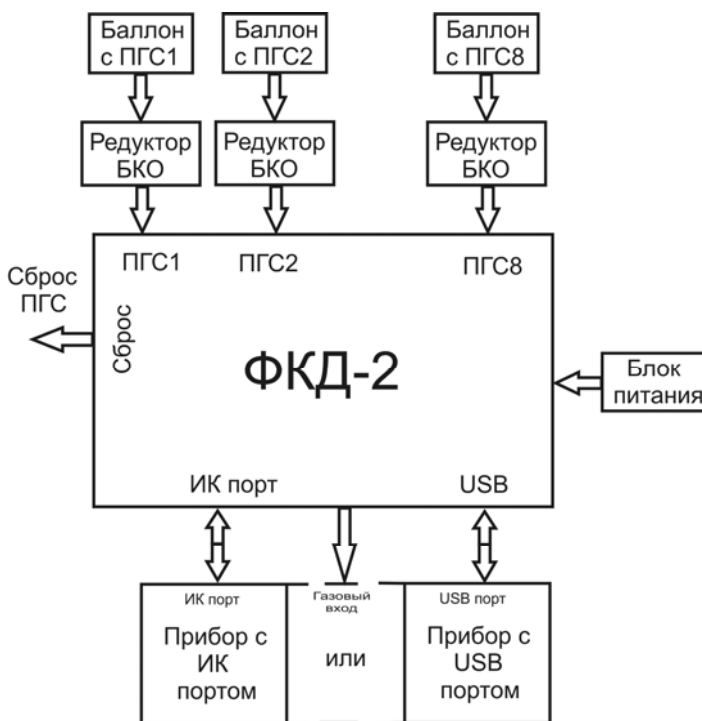 Баллон
с ПГС1
Баллон
с ПГС2
Баллон
с ПГС8
Редуктор
БКО
Редуктор
БКО
Редуктор
БКО
ПГС1
ПГС2
ПГС8
Сброс
ПГС
Сброс
ФКД-2
Блок
питания
ИК порт
USB
ИК порт
Газовый
вход
USB порт
Прибор с
ИК
портом
или
Прибор с
USB
портом